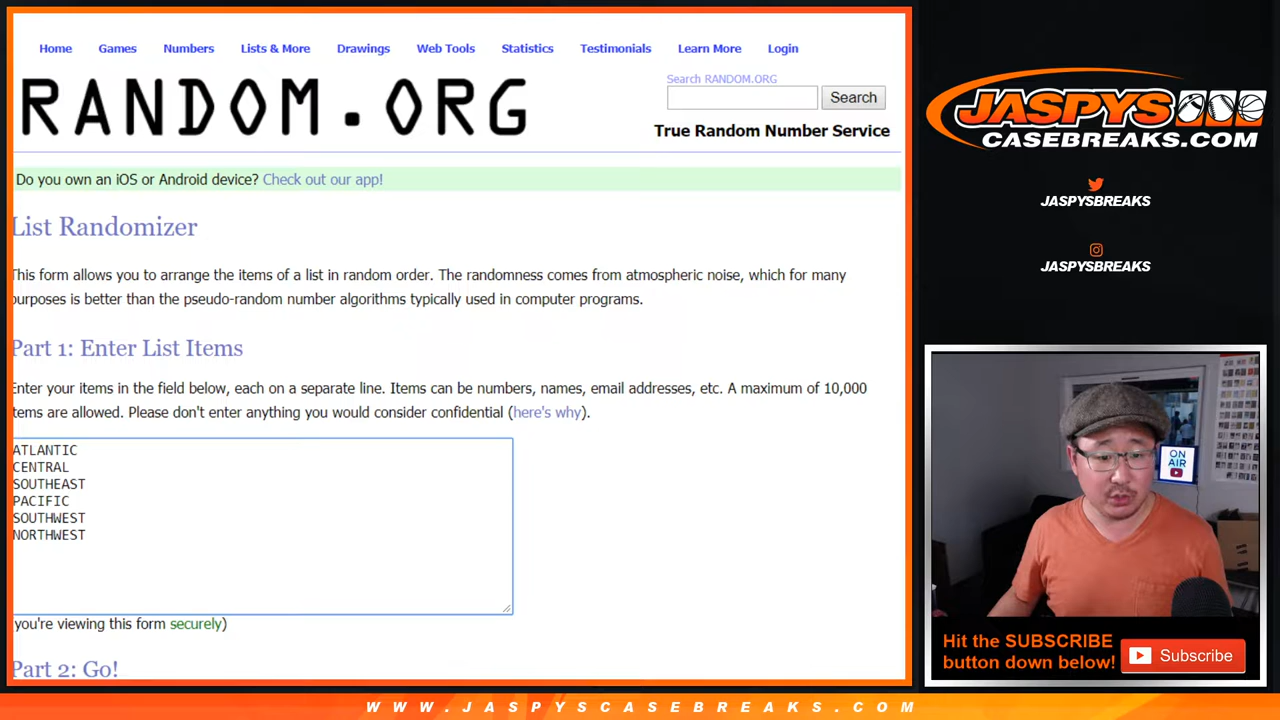 Home Games Numbers Lists & More Drawings Web Tools Statistics Testimonials Learn More Login
RANDOM.ORG
Search RANDOM.ORG
Search
True Random Number Service
Do you own an iOS or Android device? Check out our app!
List Randomizer
This form allows you to arrange the items of a list in random order. The randomness comes from atmospheric noise, which for many
purposes is better than the pseudo-random number algorithms typically used in computer programs.
Part 1: Enter List Items
Enter your items in the field below, each on a separate line. Items can be numbers, names, email addresses, etc. A maximum of 10,000
items are allowed. Please don't enter anything you would consider confidential (here's why).
ATLANTIC
CENTRAL
SOUTHEAST
PACIFIC
SOUTHWEST
NORTHWEST
(you're viewing this form securely)
Part 2: Go!
JASPYS
CASEBREAKS.COM
JASPYSBREAKS
JASPYSBREAKS
ON
AIR
Hit the SUBSCRIBE
button down below!
Subscribe
WWW.JASPYSCASEBREAKS.COM